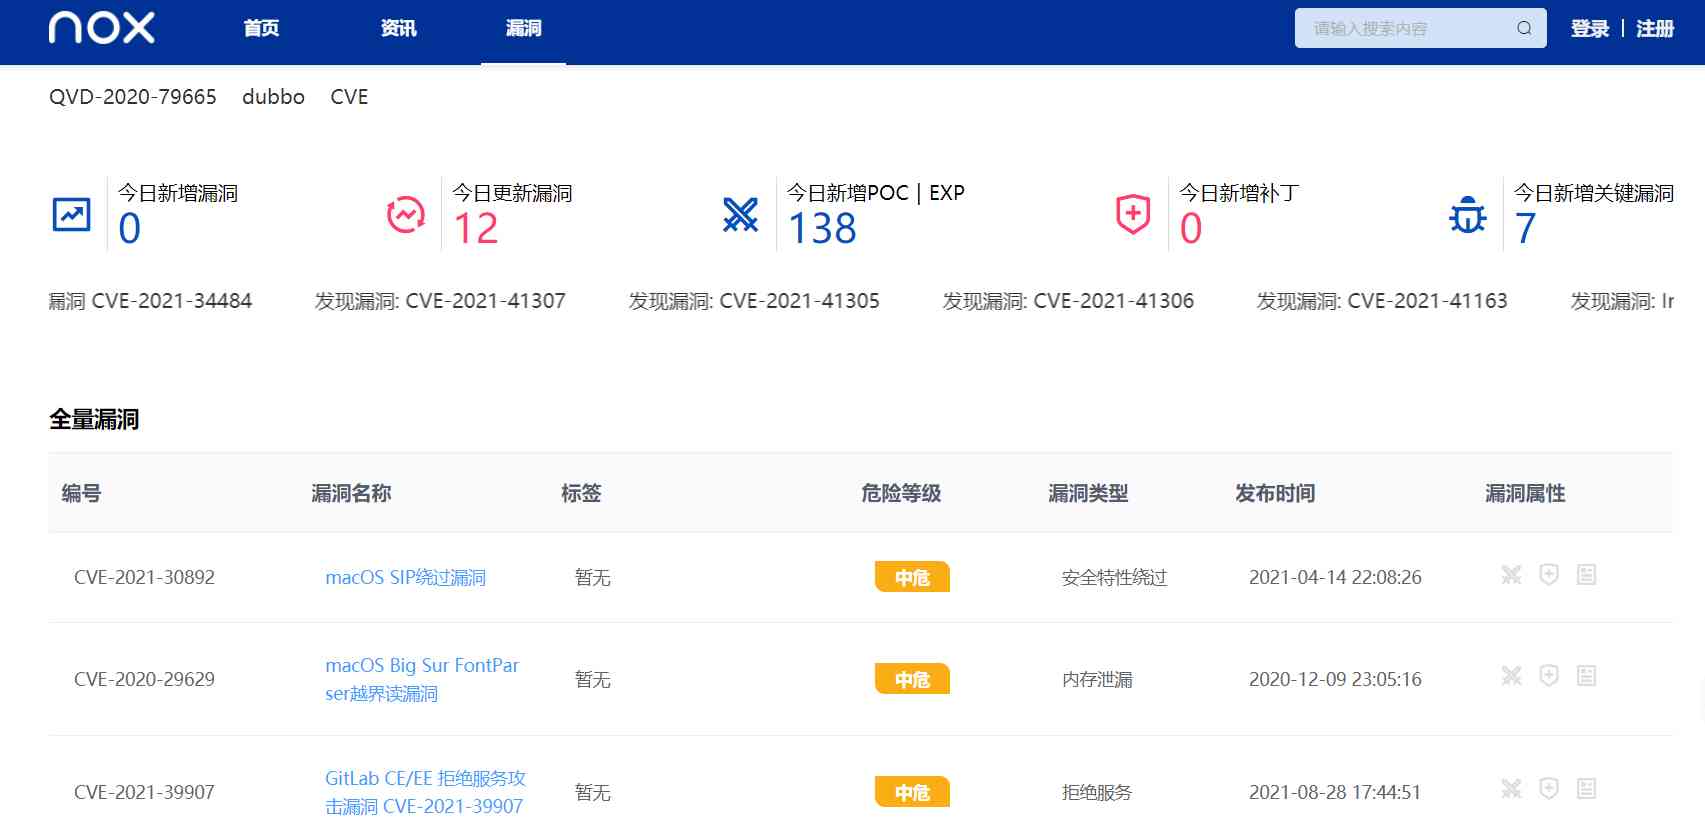 nox 首页 资讯 漏洞 请输入搜索内容 登录 | 注册
QVD-2020-79665 dubbo CVE
今日新增漏洞 今日更新漏洞 今日新增POC | EXP 今日新增补丁 今日新增关键漏洞
0 12 138 0 7
漏洞 CVE-2021-34484 发现漏洞: CVE-2021-41307 发现漏洞: CVE-2021-41305 发现漏洞: CVE-2021-41306 发现漏洞: CVE-2021-41163 发现漏洞: Ir
全量漏洞
编号 漏洞名称 标签 危险等级 漏洞类型 发布时间 漏洞属性
CVE-2021-30892 macOS SIP绕过漏洞 暂无 中危 安全特性绕过 2021-04-14 22:08:26
macOS Big Sur FontPar
CVE-2020-29629 暂无 中危 内存泄漏 2020-12-09 23:05:16
ser越界读漏洞
GitLab CE/EE 拒绝服务攻
CVE-2021-39907 暂无 中危 拒绝服务 2021-08-28 17:44:51
击漏洞 CVE-2021-39907